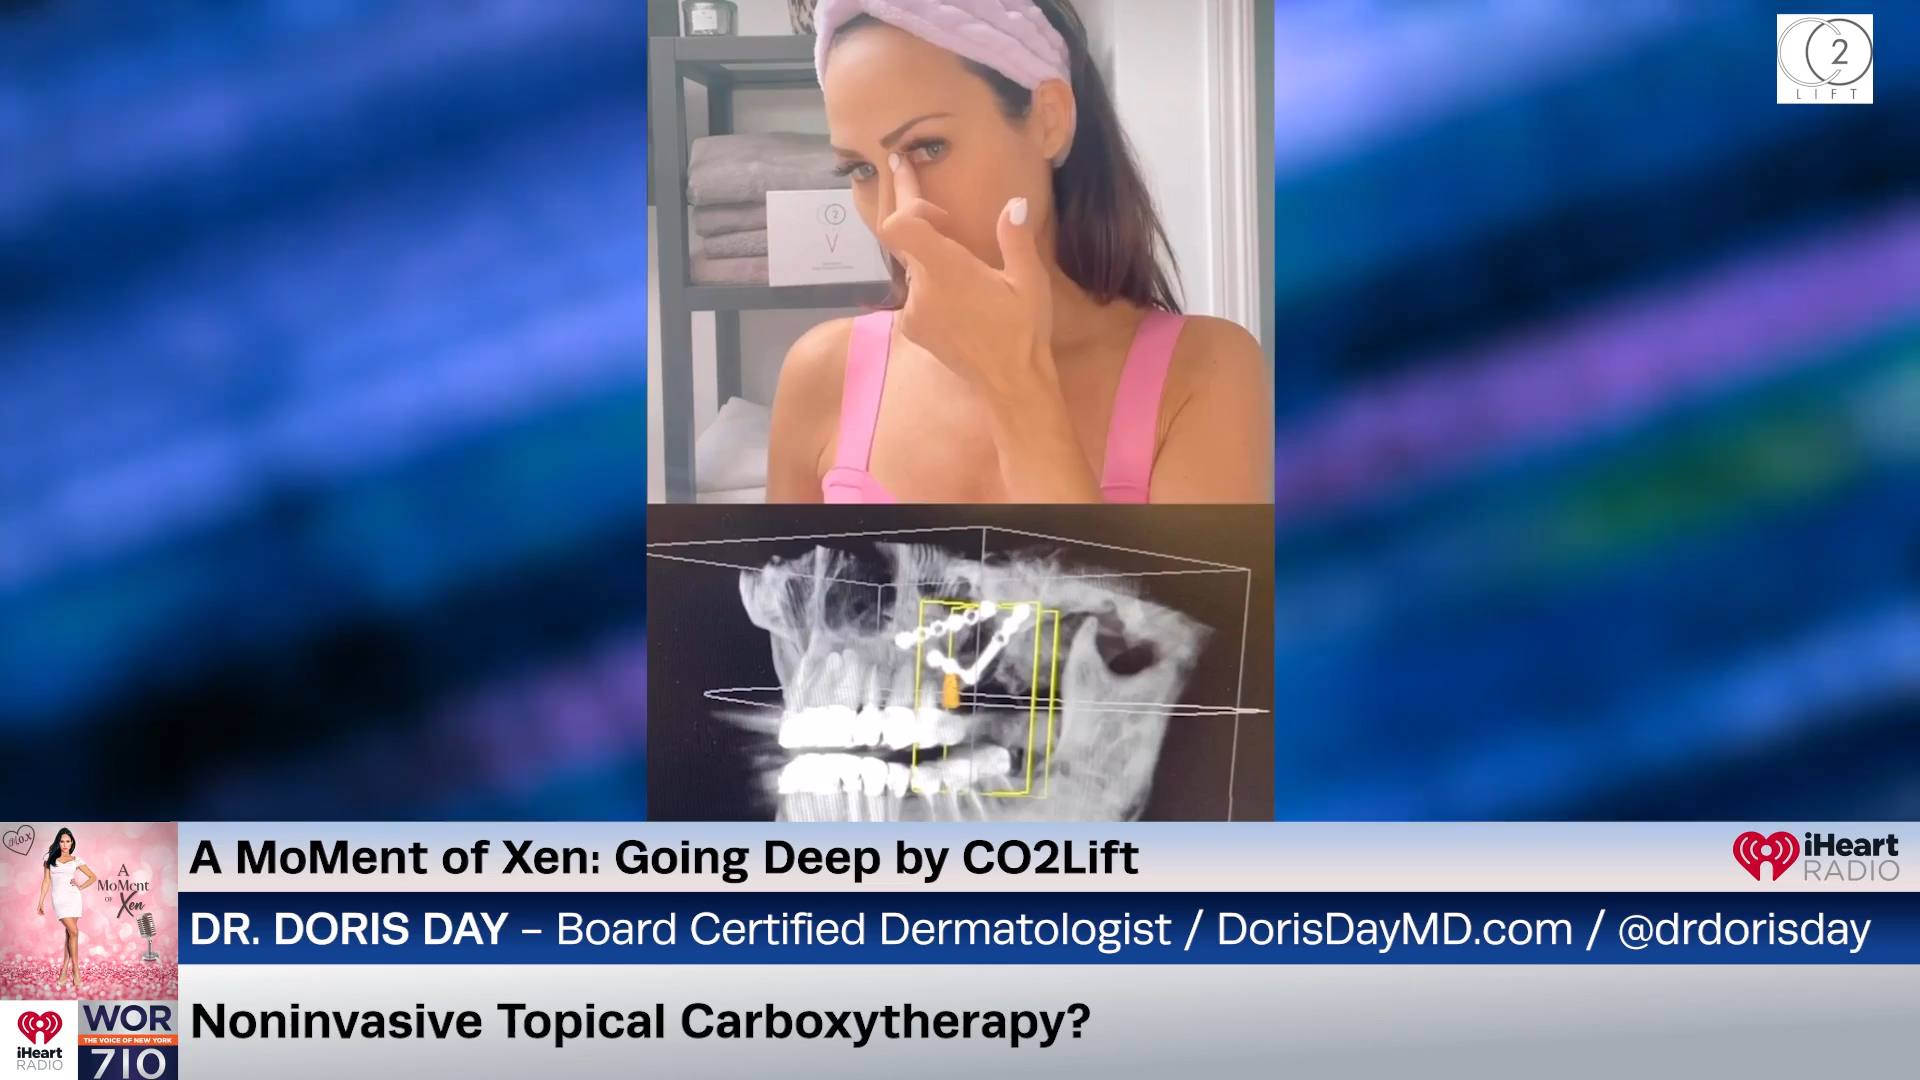 CO2
LIFT
2
V
A MoMent of Xen: Going Deep by CO2Lift
iHeart
RADIO
M.O.X
A
MoMent
OF Xen
DR. DORIS DAY – Board Certified Dermatologist / DorisDayMD.com / @drdorisday
iHeart
RADIO
WOR
THE VOICE OF NEW YORK
710
Noninvasive Topical Carboxytherapy?